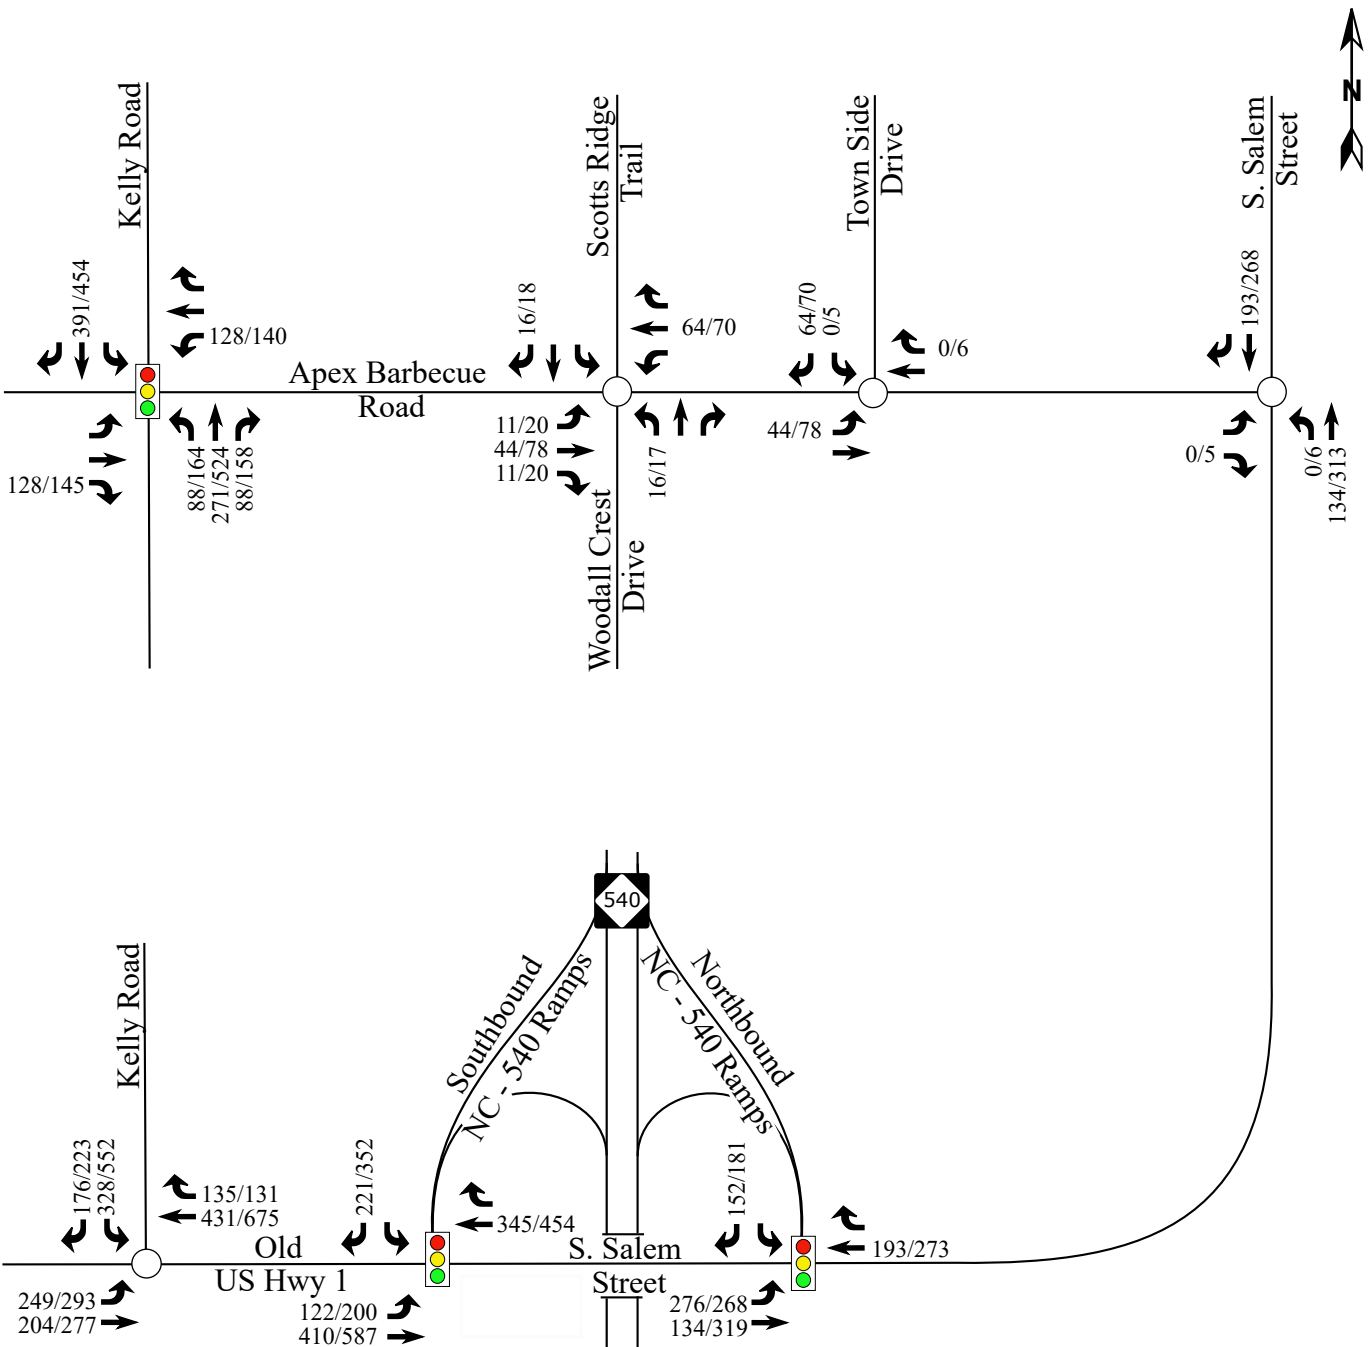 N
Kelly Road
Scotts Ridge
Trail
Town Side
Drive
S. Salem
Street
391/454
128/140
16/18
64/70
64/70
0/5
0/6
193/268
Apex Barbecue
Road
128/145
88/164
271/524
88/158
11/20
44/78
11/20
16/17
44/78
0/5
0/6
134/313
Woodall Crest
Drive
540
Southbound
NC - 540 Ramps
Northbound
NC - 540 Ramps
Kelly Road
176/223
328/552
135/131
431/675
221/352
345/454
152/181
193/273
Old
US Hwy 1
S. Salem
Street
249/293
204/277
122/200
410/587
276/268
134/319